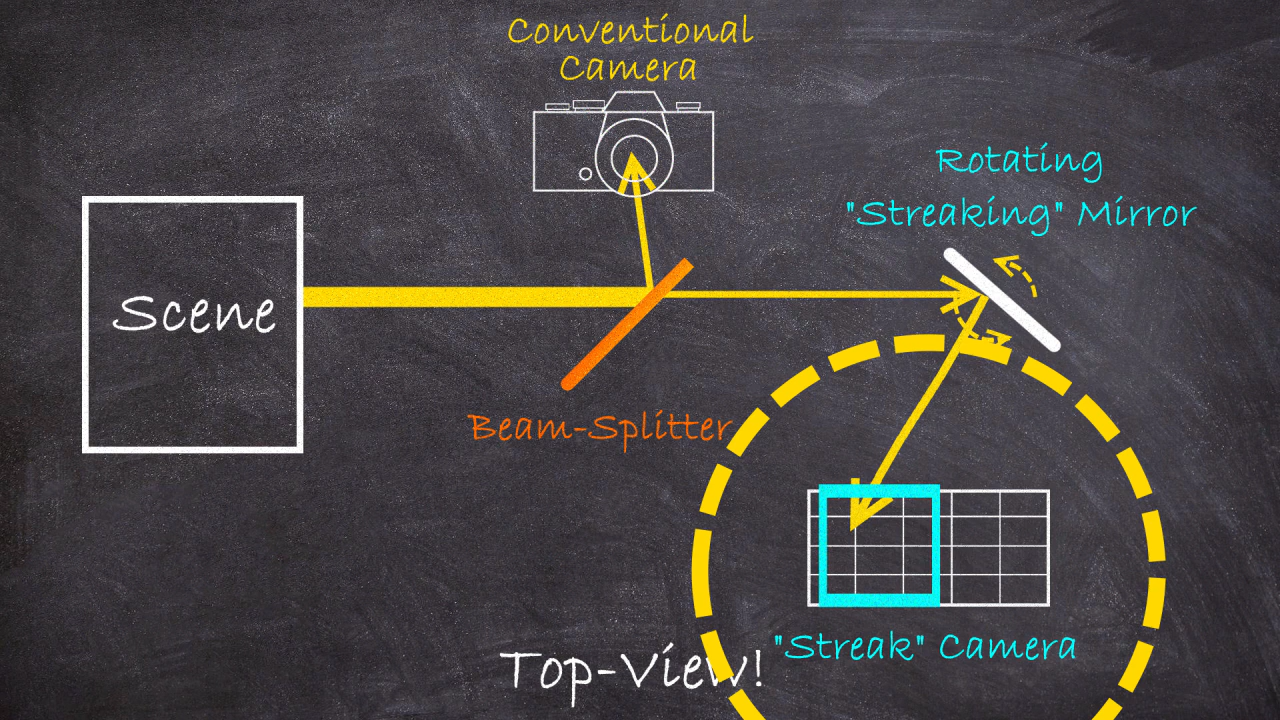 Conventional
Camera
Rotating
"Streaking" Mirror
Scene
Beam-Splitter
"Streak" Camera
Top-View!